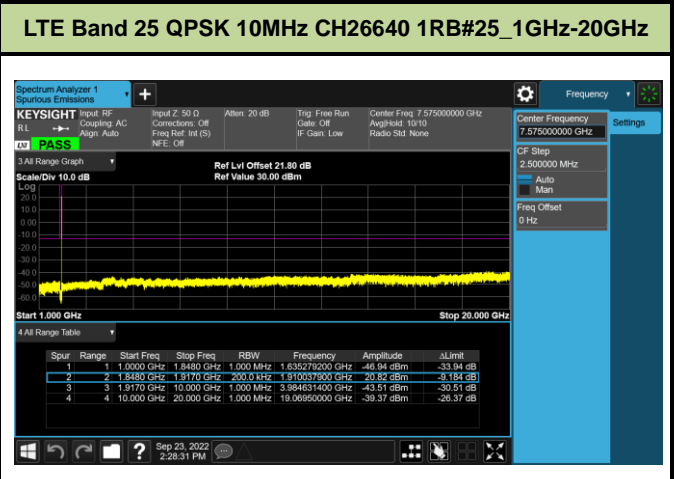 LTE Band 25 QPSK 10MHz CH26640 1RB#25_1GHz-20GHz
Spectrum Analyzer 1
Spurious Emissions
Frequency
KEYSIGHT Input: RF Input Z: 50 Ω Atten: 20 dB Trig: Free Run Center Freq: 7.575000000 GHz
RL Coupling: AC Corrections: Off Gate: Off Avg|Hold: 10/10
Align: Auto Freq Ref: Int (S) IF Gain: Low Radio Std: None
LNI PASS NFE: Off
Center Frequency
7.575000000 GHz
Settings
CF Step
2.500000 MHz
Auto
Man
Freq Offset
0 Hz
3 All Range Graph
Ref Lvl Offset 21.80 dB
Scale/Div 10.0 dB Ref Value 30.00 dBm
Log
20.0
10.0
0.00
-10.0
-20.0
-30.0
-40.0
-50.0
-60.0
Start 1.000 GHz Stop 20.000 GHz
4 All Range Table
Spur Range Start Freq Stop Freq RBW Frequency Amplitude ΔLimit
1 1 1.0000 GHz 1.8480 GHz 1.000 MHz 1.635279200 GHz -46.94 dBm -33.94 dB
2 2 1.8480 GHz 1.9170 GHz 200.0 kHz 1.910037900 GHz 20.82 dBm -9.184 dB
3 3 1.9170 GHz 10.000 GHz 1.000 MHz 3.984631400 GHz -43.51 dBm -30.51 dB
4 4 10.000 GHz 20.000 GHz 1.000 MHz 19.06950000 GHz -39.37 dBm -26.37 dB
Sep 23, 2022
2:28:31 PM